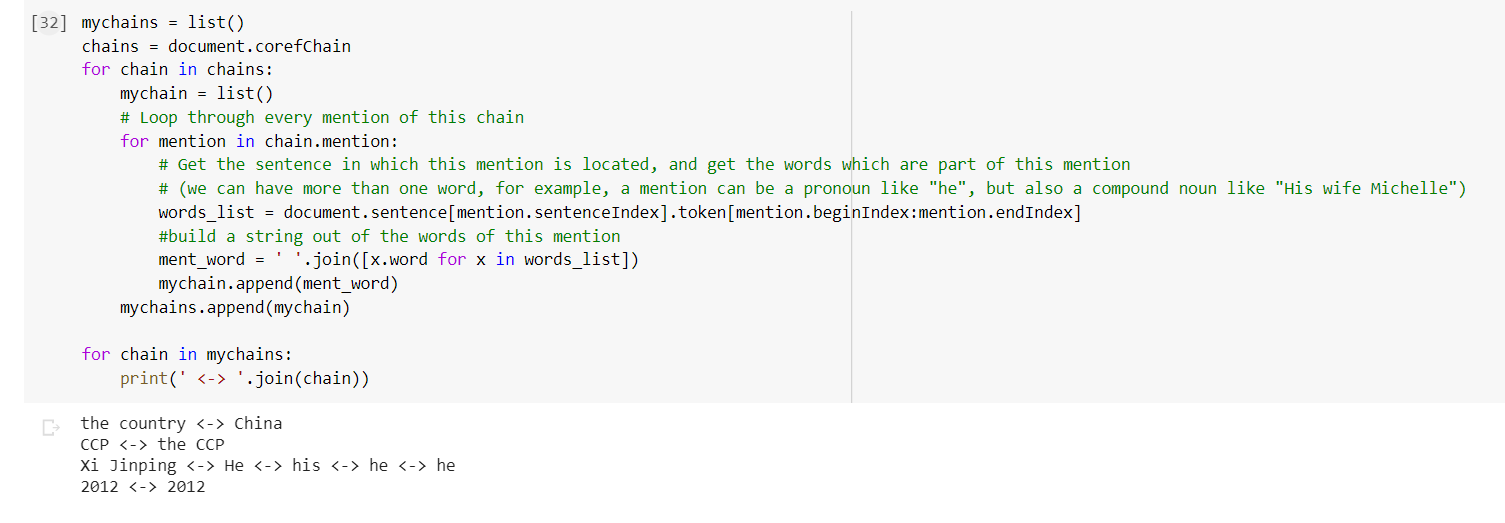 [32] mychains = list()
chains = document.corefChain
for chain in chains:
    mychain = list()
    # Loop through every mention of this chain
    for mention in chain.mention:
        # Get the sentence in which this mention is located, and get the words which are part of this mention
        # (we can have more than one word, for example, a mention can be a pronoun like "he", but also a compound noun like "His wife Michelle")
        words_list = document.sentence[mention.sentenceIndex].token[mention.beginIndex:mention.endIndex]
        #build a string out of the words of this mention
        ment_word = ' '.join([x.word for x in words_list])
        mychain.append(ment_word)
    mychains.append(mychain)

for chain in mychains:
    print(' <-> '.join(chain))
the country <-> China
CCP <-> the CCP
Xi Jinping <-> He <-> his <-> he <-> he
2012 <-> 2012